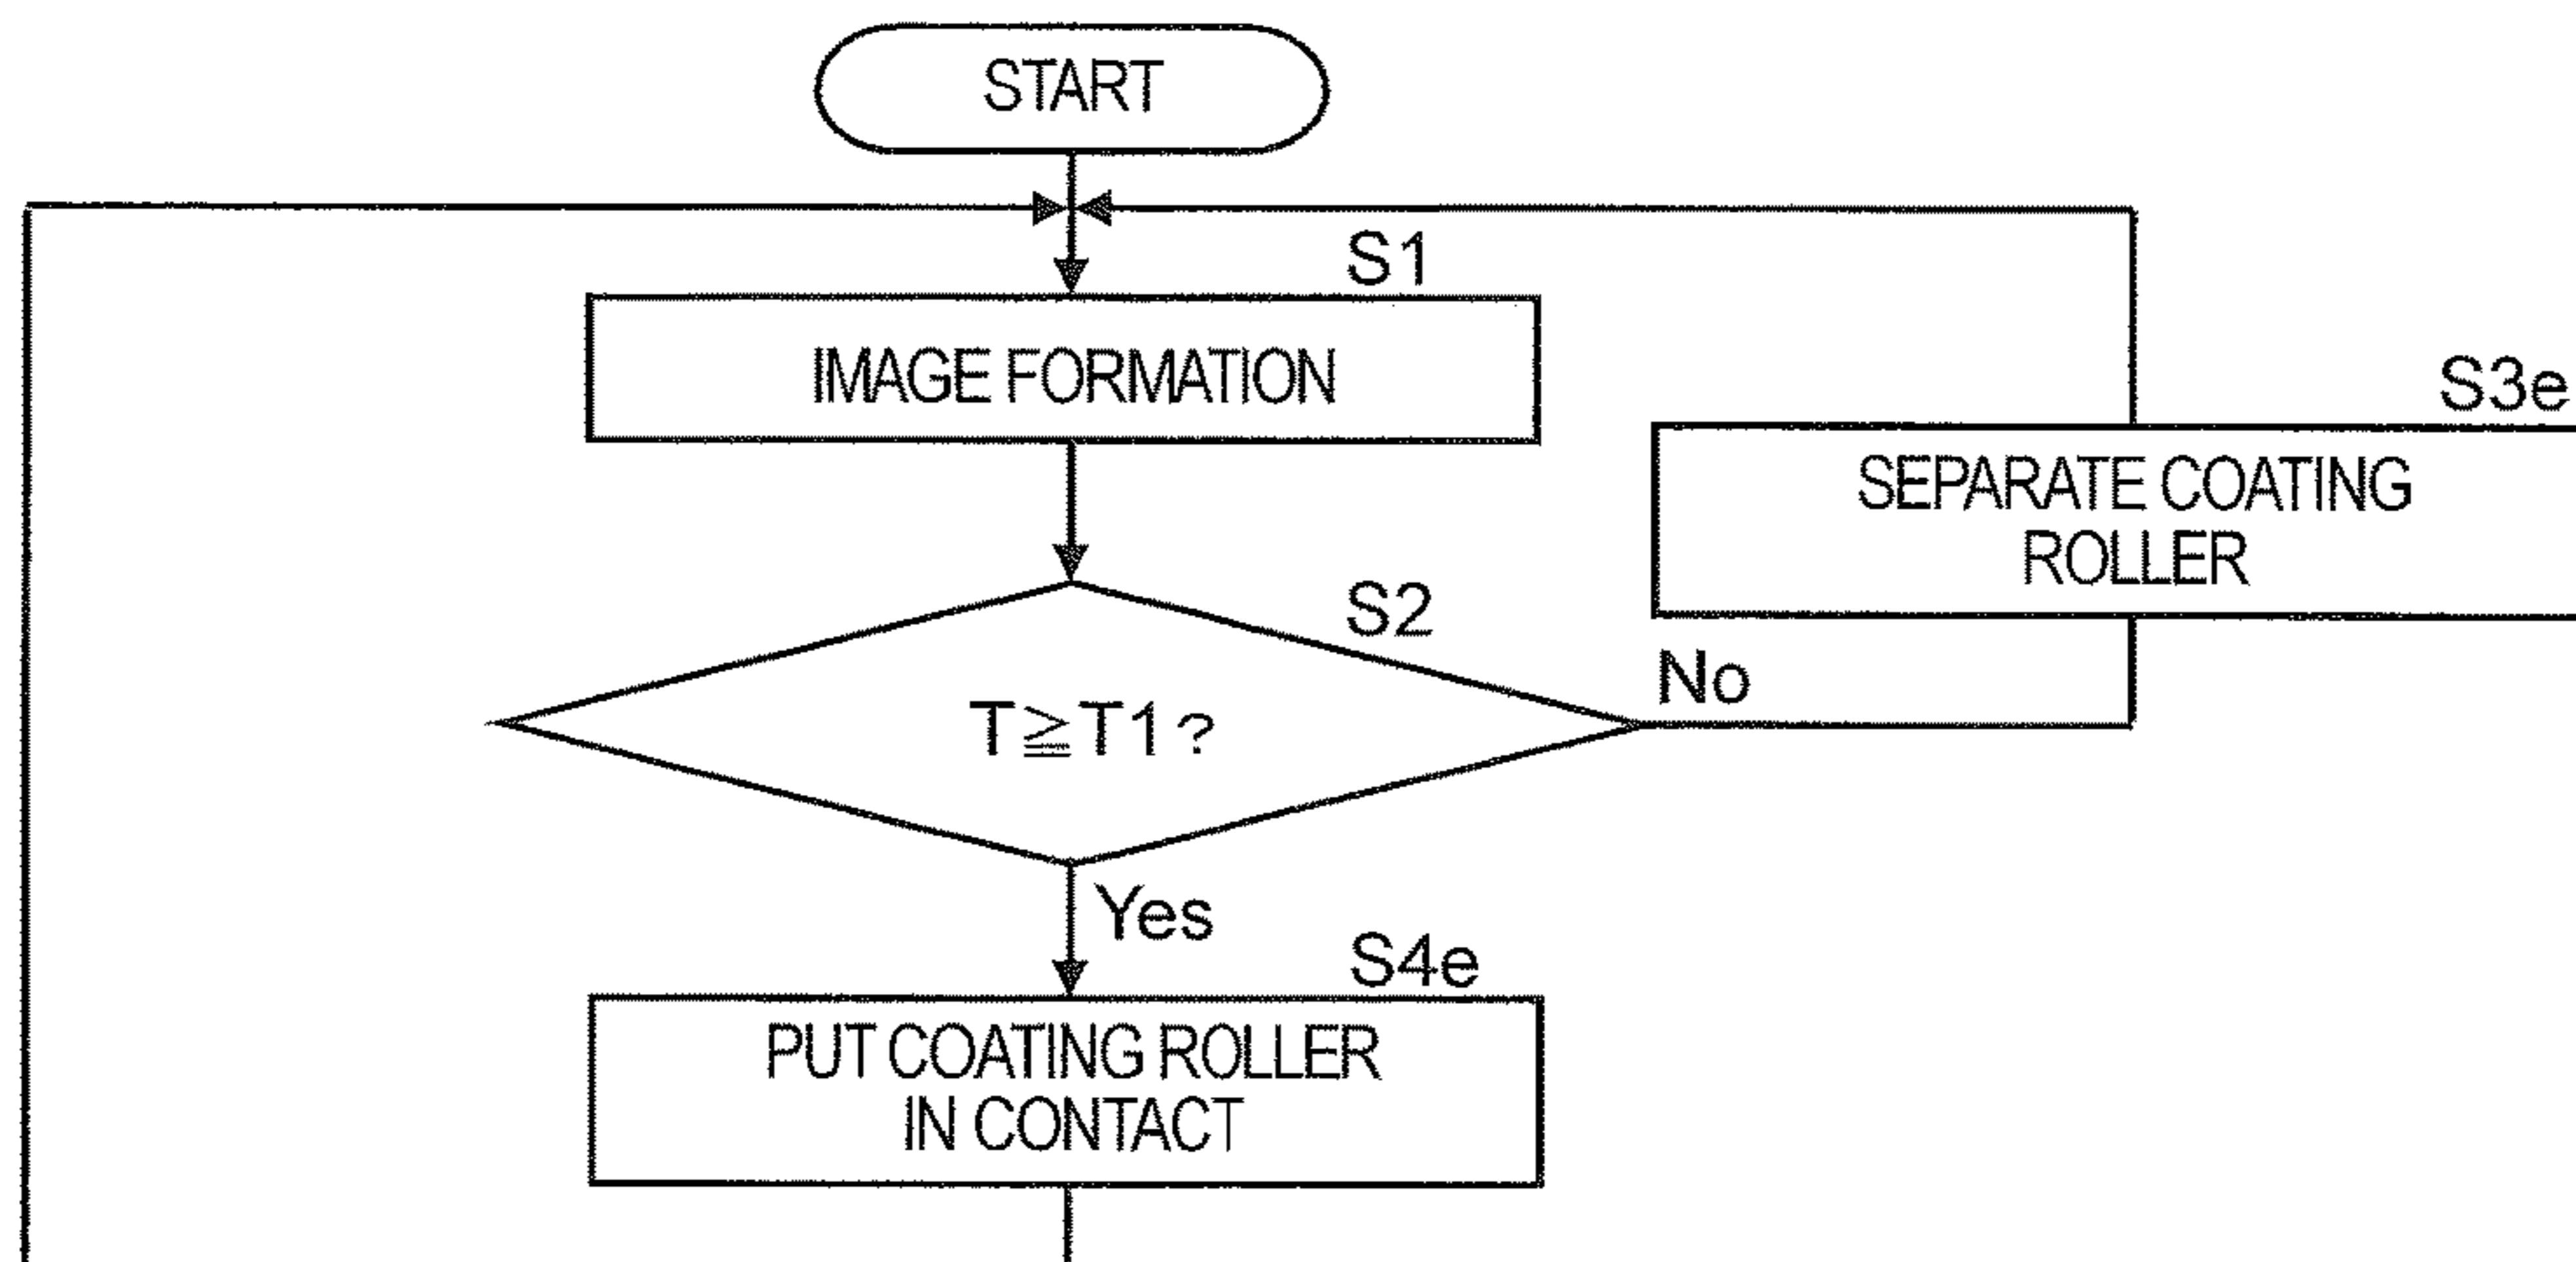 START
S1
IMAGE FORMATION
S3e
SEPARATE COATING
ROLLER
S2
T≧T1?
No
Yes
S4e
PUT COATING ROLLER
IN CONTACT